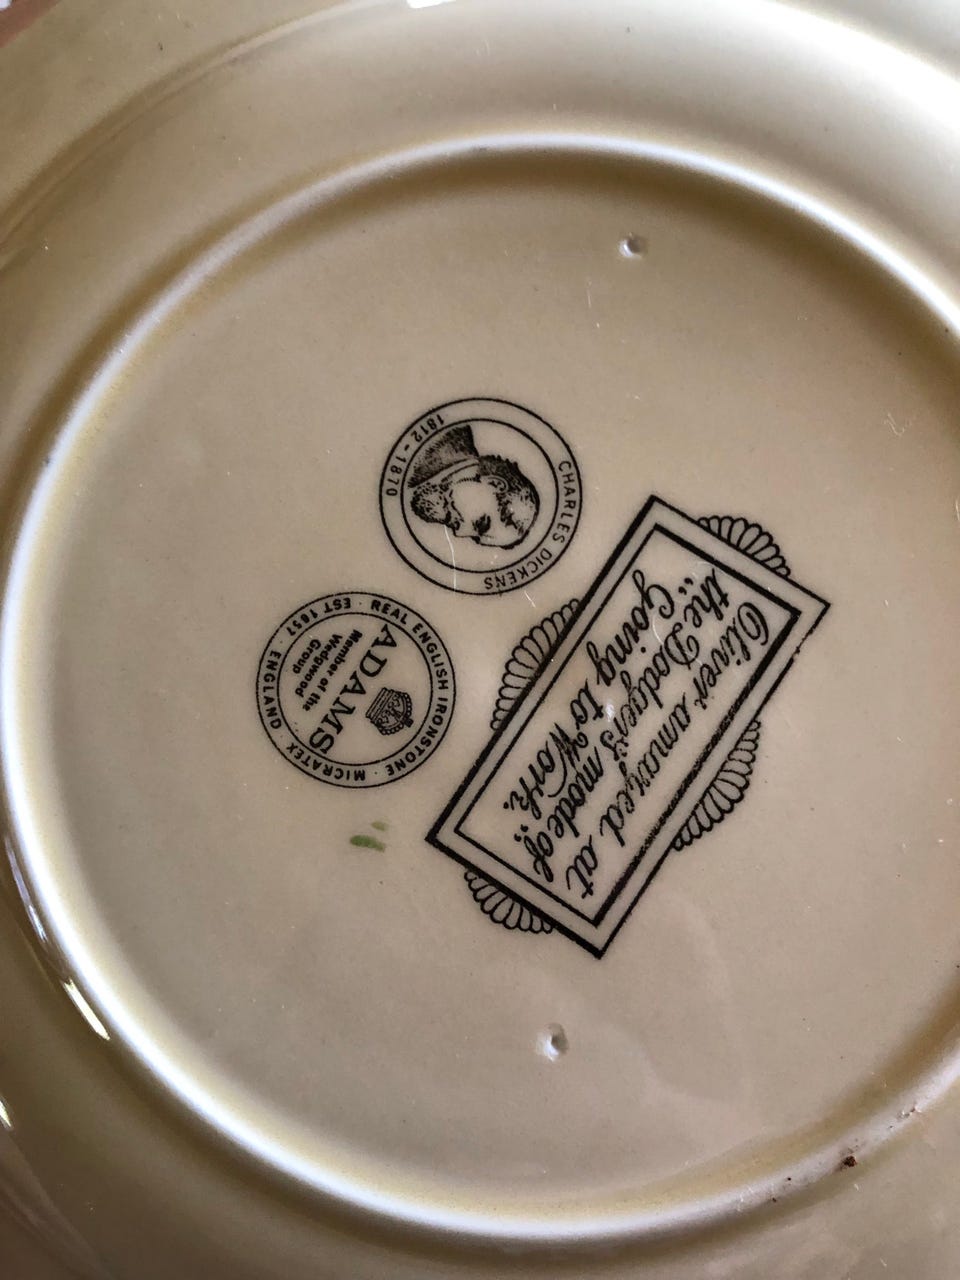 Oliver amazed at
the Dodger's mode of
"Going to Work."
CHARLES DICKENS
1812 - 1870
REAL ENGLISH IRONSTONE · MICRATEX · ENGLAND · EST 1657 ·
ADAMS
Member of the
Wedgwood
Group